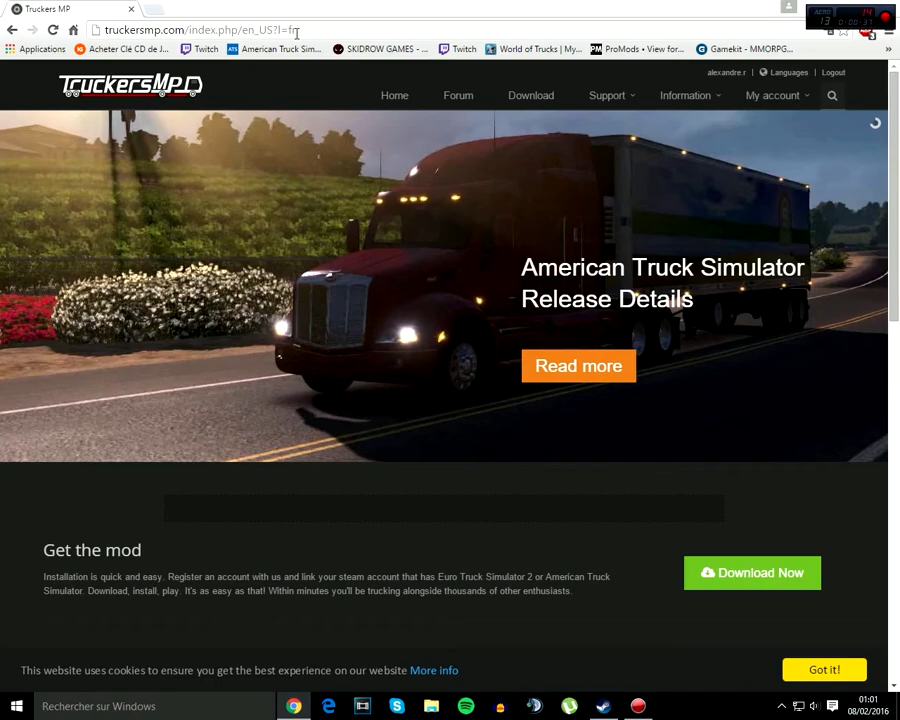 Truckers MP
truckersmp.com/index.php/en_US?l=fr
Applications
Acheter Clé CD de J...
Twitch
American Truck Sim...
SKIDROW GAMES - ...
Twitch
World of Trucks | My...
ProMods • View for...
Gamekit - MMORPG...
»
14
13
0:00:37
TRUCKERSMP
alexandre.r
Languages
Logout
Home
Forum
Download
Support
Information
My account
American Truck Simulator
Release Details
Read more
Get the mod
Installation is quick and easy. Register an account with us and link your steam account that has Euro Truck Simulator 2 or American Truck
Simulator. Download, install, play. It's as easy as that! Within minutes you'll be trucking alongside thousands of other enthusiasts.
Download Now
This website uses cookies to ensure you get the best experience on our website More info
Got it!
Rechercher sur Windows
01:01
08/02/2016